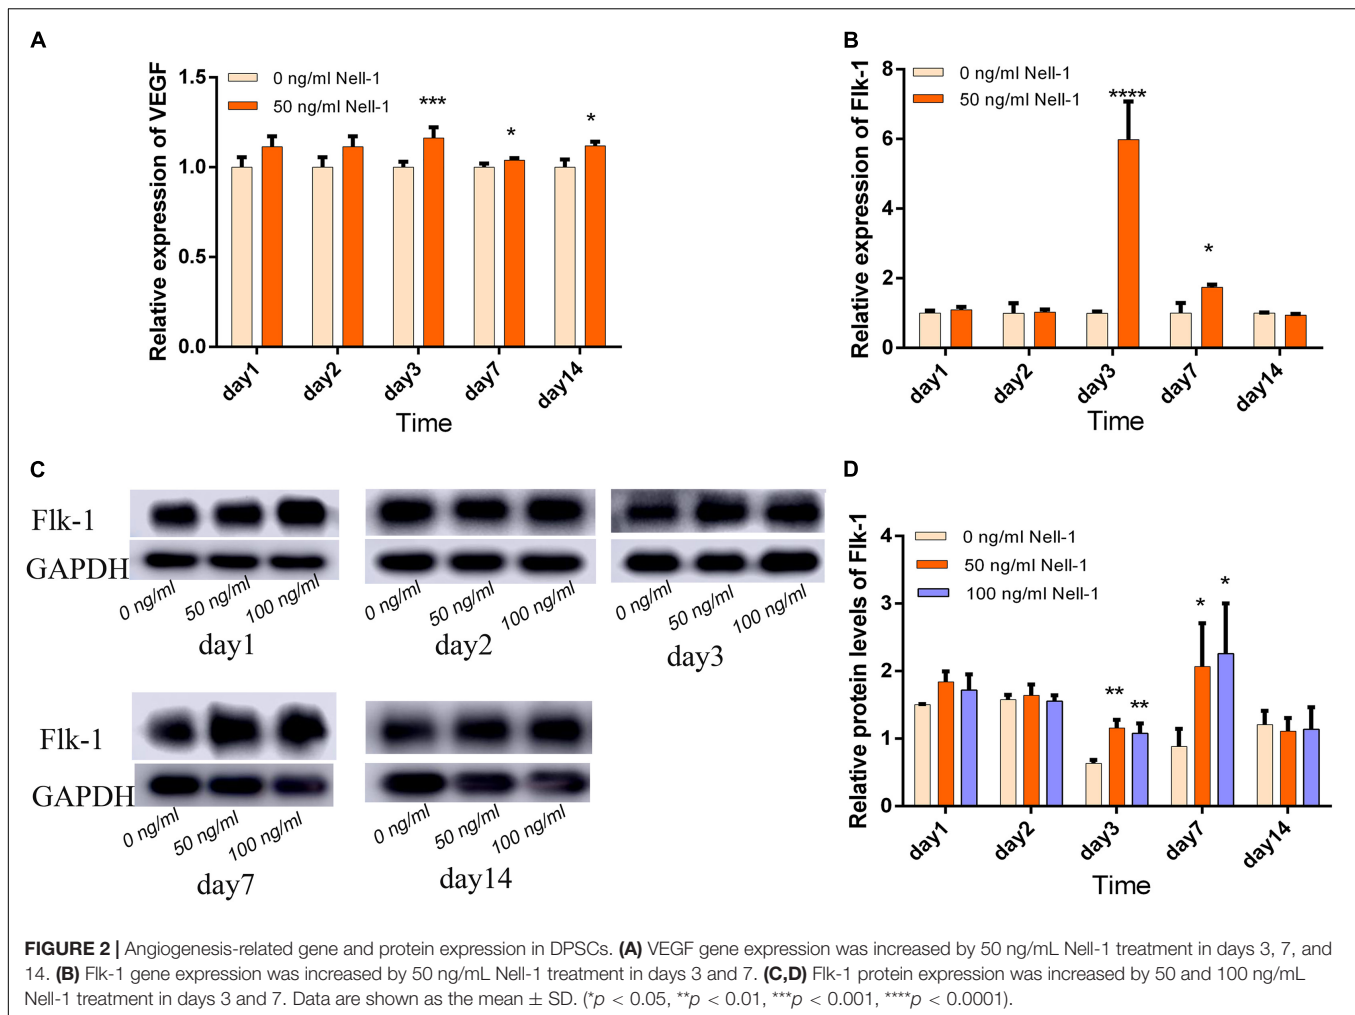 A
Relative expression of VEGF
1.5
1.0
0.5
0.0
0 ng/ml Nell-1
50 ng/ml Nell-1
***
*
*
day1 day2 day3 day7 day14
Time
B
Relative expression of Flk-1
8
6
4
2
0
0 ng/ml Nell-1
50 ng/ml Nell-1
****
*
day1 day2 day3 day7 day14
Time
C
Flk-1
GAPDH
0 ng/ml 50 ng/ml 100 ng/ml
day1
0 ng/ml 50 ng/ml 100 ng/ml
day2
0 ng/ml 50 ng/ml 100 ng/ml
day3
Flk-1
GAPDH
0 ng/ml 50 ng/ml 100 ng/ml
day7
0 ng/ml 50 ng/ml 100 ng/ml
day14
D
Relative protein levels of Flk-1
4
3
2
1
0
0 ng/ml Nell-1
50 ng/ml Nell-1
100 ng/ml Nell-1
**
**
*
*
day1 day2 day3 day7 day14
Time
FIGURE 2 | Angiogenesis-related gene and protein expression in DPSCs. (A) VEGF gene expression was increased by 50 ng/mL Nell-1 treatment in days 3, 7, and
14. (B) Flk-1 gene expression was increased by 50 ng/mL Nell-1 treatment in days 3 and 7. (C,D) Flk-1 protein expression was increased by 50 and 100 ng/mL
Nell-1 treatment in days 3 and 7. Data are shown as the mean ± SD. (*p < 0.05, **p < 0.01, ***p < 0.001, ****p < 0.0001).